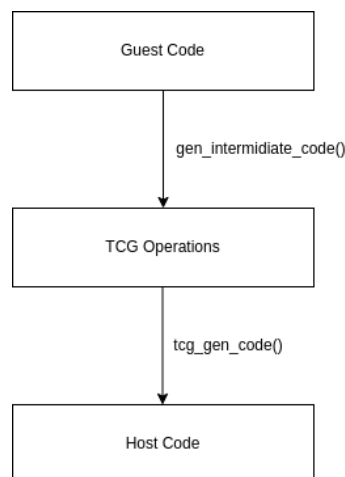 Guest Code
gen_intermidiate_code()
TCG Operations
tcg_gen_code()
Host Code